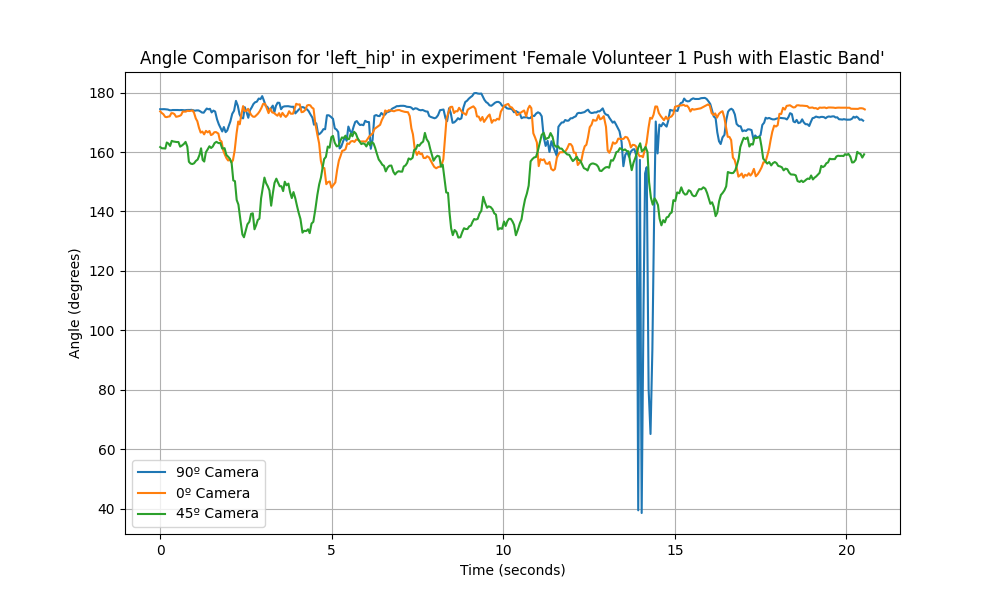 Angle Comparison for 'left_hip' in experiment 'Female Volunteer 1 Push with Elastic Band'
180
160
140
120
100
80
60
40
Angle (degrees)
90º Camera
0º Camera
45º Camera
0 5 10 15 20
Time (seconds)